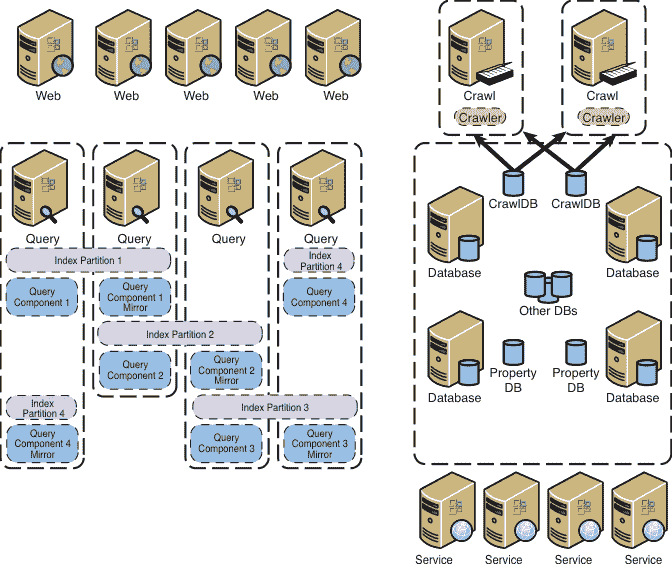 Web
Web
Web
Web
Web
Crawl
Crawl
Crawler
Crawler
Query
Query
Query
Query
Index Partition 1
Index
Partition 4
Query
Component 1
Query
Component 1
Mirror
Query
Component 4
Index Partition 2
Query
Component 2
Query
Component 2
Mirror
Index
Partition 4
Index Partition 3
Query
Component 4
Mirror
Query
Component 3
Query
Component 3
Mirror
CrawlDB
CrawlDB
Database
Database
Other DBs
Property
DB
Property
DB
Database
Database
Service
Service
Service
Service